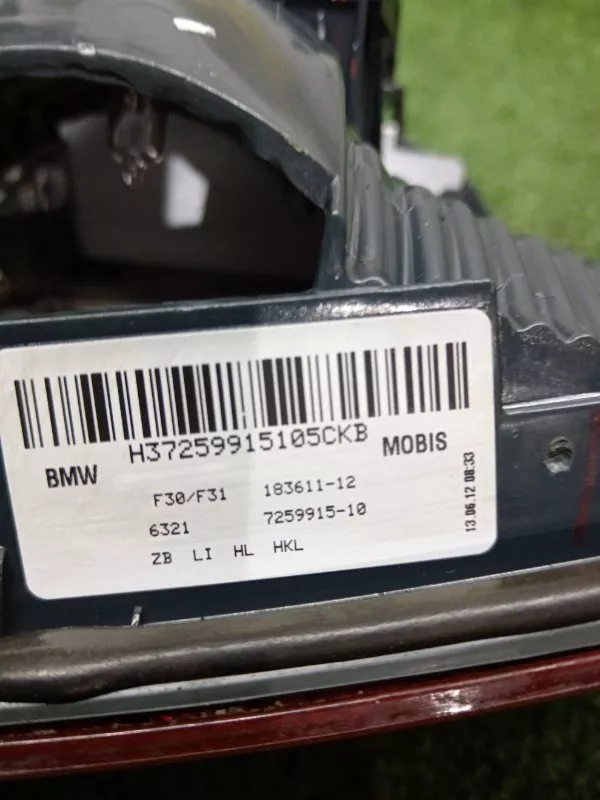 H37259915105CKB
BMW
MOBIS
F30/F31 183611-12
6321 7259915-10
ZB LI HL HKL
13.06.12 08:33